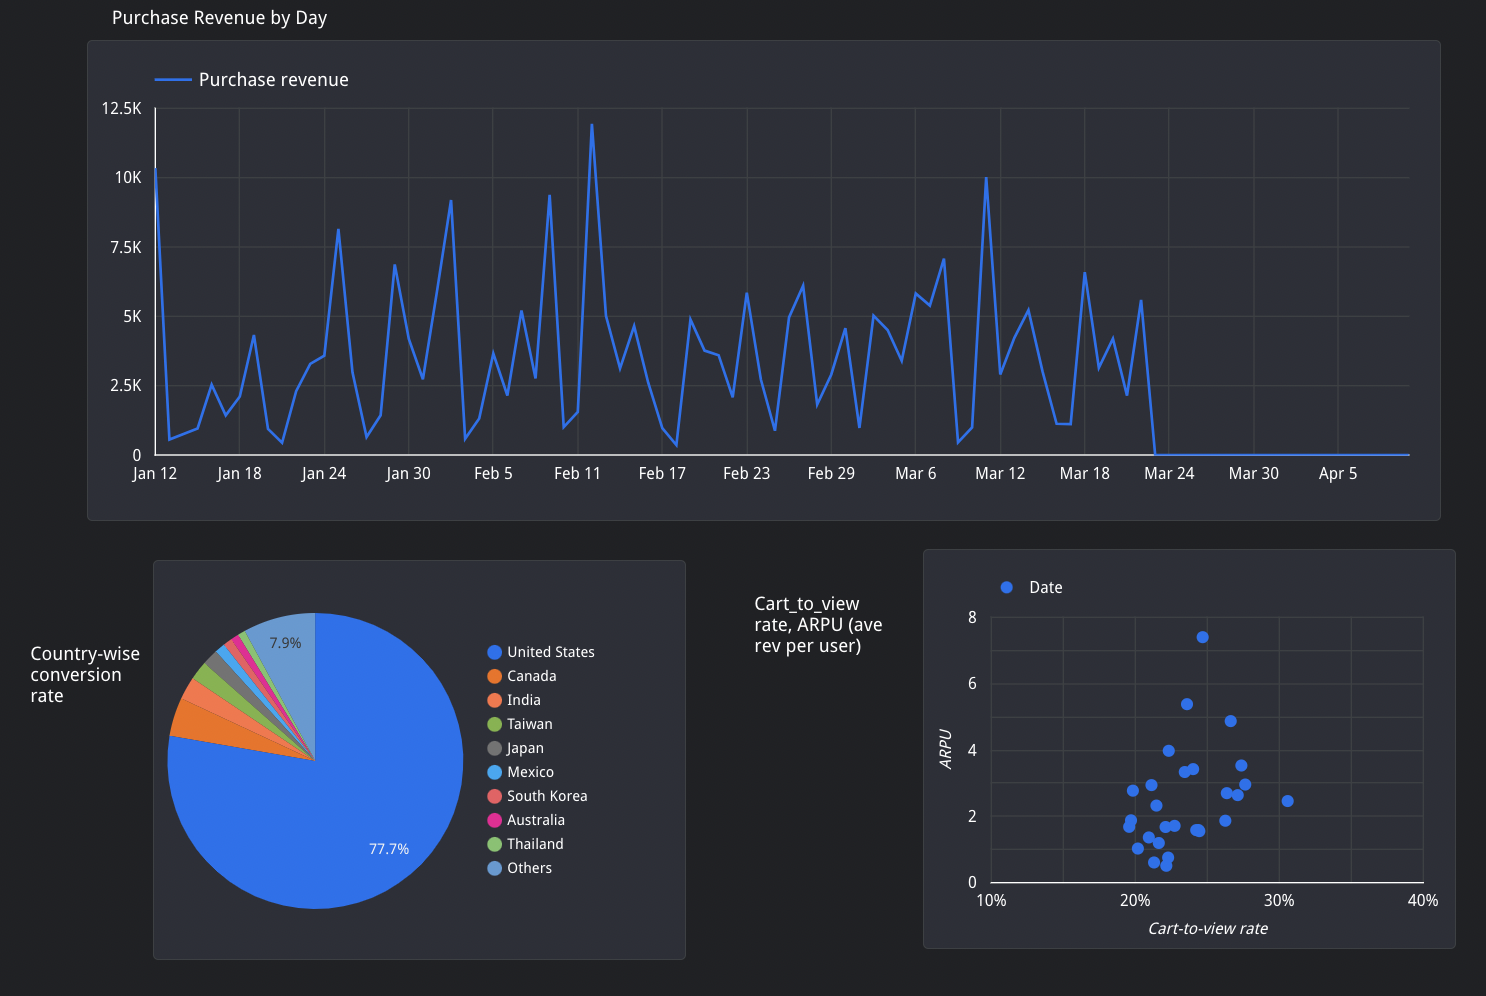 Purchase Revenue by Day
Purchase revenue
12.5K
10K
7.5K
5K
2.5K
0
Jan 12 Jan 18 Jan 24 Jan 30 Feb 5 Feb 11 Feb 17 Feb 23 Feb 29 Mar 6 Mar 12 Mar 18 Mar 24 Mar 30 Apr 5
Country-wise
conversion
rate
7.9%
77.7%
United States
Canada
India
Taiwan
Japan
Mexico
South Korea
Australia
Thailand
Others
Cart_to_view
rate, ARPU (ave
rev per user)
Date
ARPU
8
6
4
2
0
10% 20% 30% 40%
Cart-to-view rate